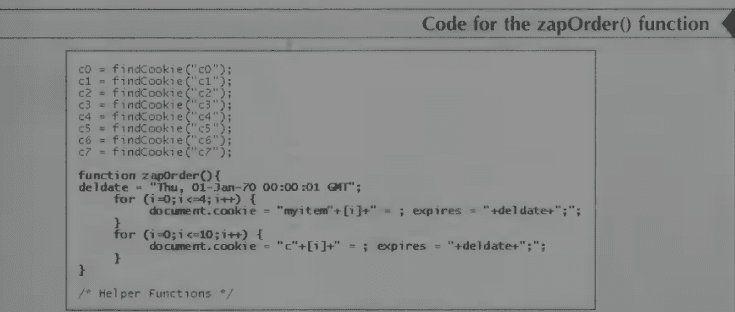 Code for the zapOrder() function
c0 = findCookie("c0");
c1 = findCookie("c1");
c2 = findCookie("c2");
c3 = findCookie("c3");
c4 = findCookie("c4");
c5 = findCookie("c5");
c6 = findCookie("c6");
c7 = findCookie("c7");
function zapOrder(){
deldate = "Thu, 01-Jan-70 00:00:01 GMT";
for (i=0;i<=4;i++) {
document.cookie = "myitem"+[i]+" = ; expires = "+deldate+";";
}
for (i=0;i<=10;i++) {
document.cookie = "c"+[i]+" = ; expires = "+deldate+";";
}
}
/* Helper Functions */